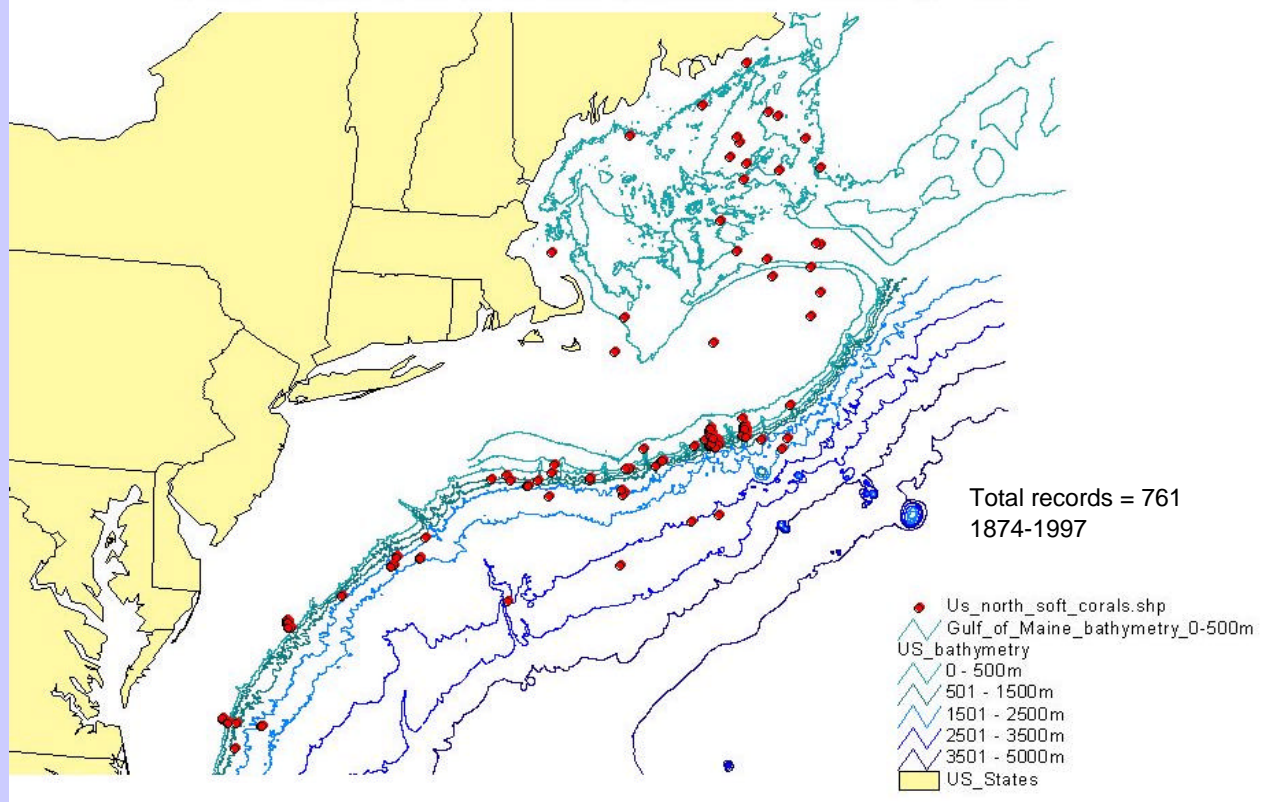 Total records = 761
1874-1997
Us_north_soft_corals.shp
Gulf_of_Maine_bathymetry_0-500m
US_bathymetry
0 - 500m
501 - 1500m
1501 - 2500m
2501 - 3500m
3501 - 5000m
US_States